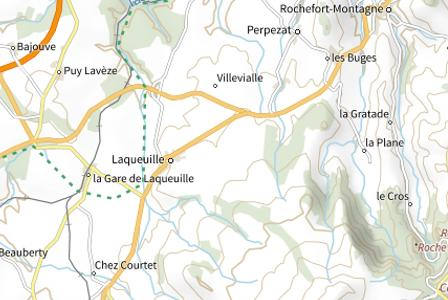 Rochefort-Montagne
Perpezat
Bajouve
les Buges
Puy Lavèze
Villevialle
la Gratade
la Plane
Laqueuille
la Gare de Laqueuille
le Cros
Roche
Beauberty
Chez Courtet